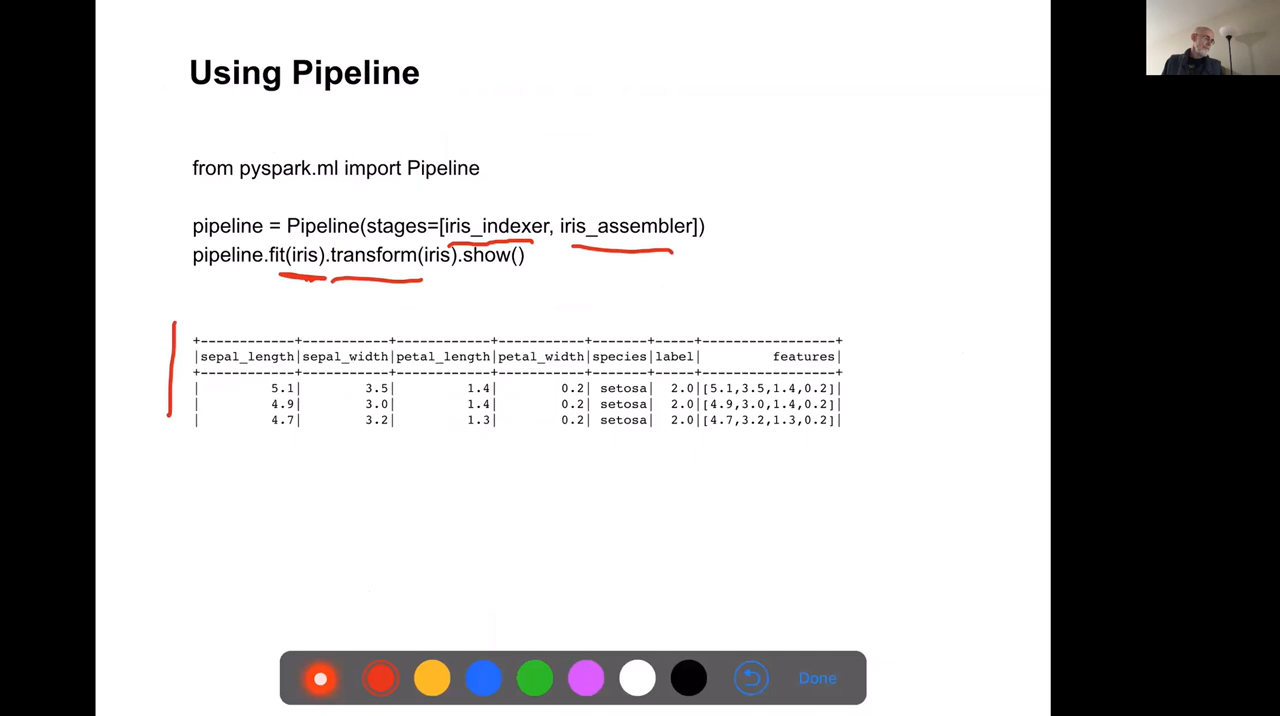 Using Pipeline
from pyspark.ml import Pipeline
pipeline = Pipeline(stages=[iris_indexer, iris_assembler])
pipeline.fit(iris).transform(iris).show()
+------------+-----------+------------+-----------+-------+-----+-----------------+
|sepal_length|sepal_width|petal_length|petal_width|species|label|         features|
+------------+-----------+------------+-----------+-------+-----+-----------------+
|         5.1|        3.5|         1.4|        0.2| setosa|  2.0|[5.1,3.5,1.4,0.2]|
|         4.9|        3.0|         1.4|        0.2| setosa|  2.0|[4.9,3.0,1.4,0.2]|
|         4.7|        3.2|         1.3|        0.2| setosa|  2.0|[4.7,3.2,1.3,0.2]|
Done